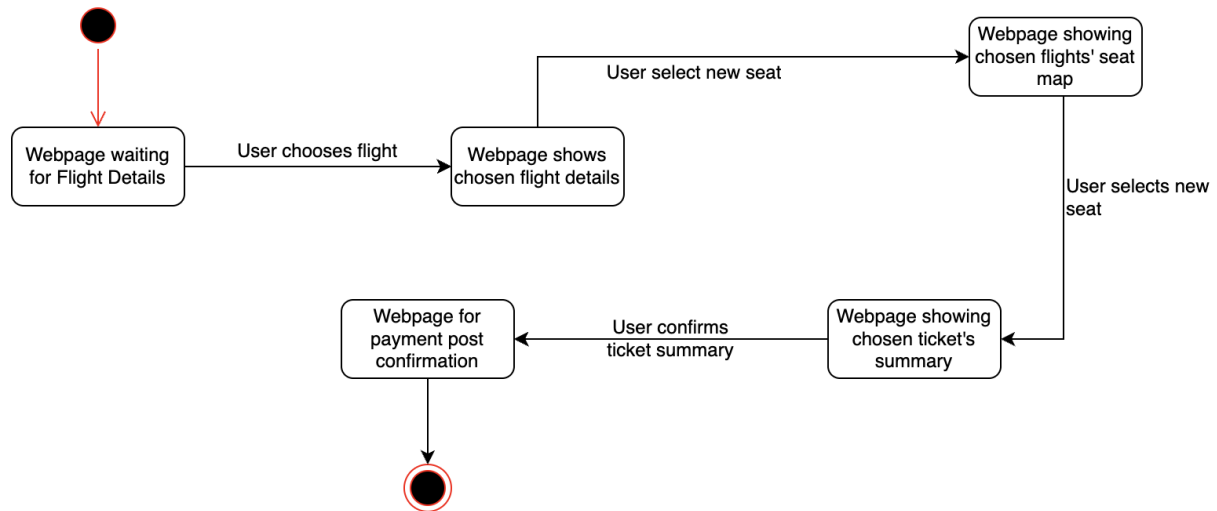 Webpage waiting
for Flight Details
User chooses flight
Webpage shows
chosen flight details
User select new seat
Webpage showing
chosen flights' seat
map
User selects new
seat
Webpage showing
chosen ticket's
summary
User confirms
ticket summary
Webpage for
payment post
confirmation